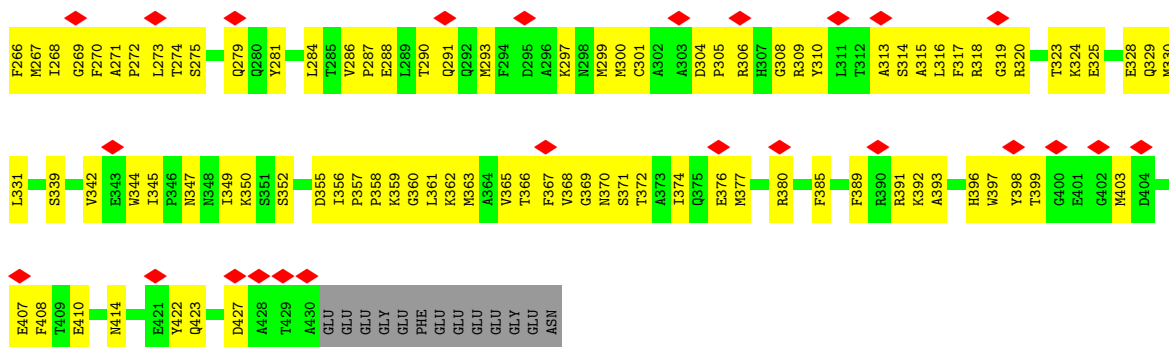 F266 M267 I268 G269 F270 A271 P272 L273 T274 S275 Q279 Q280 Y281 L284 T285 V286 P287 E288 L289 T290 Q291 Q292 M293 F294 D295 A296 K297 N298 M299 M300 C301 A302 A303 D304 P305 R306 H307 G308 R309 Y310 L311 T312 A313 S314 A315 L316 F317 R318 G319 R320 T323 K324 E325 E328 Q329 M330
L331 S339 V342 E343 W344 I345 P346 N347 N348 I349 K350 S351 S352 D355 I356 P357 P358 K359 G360 L361 K362 M363 A364 V365 T366 F367 V368 G369 N370 S371 T372 A373 I374 Q375 E376 M377 R380 F385 F389 R390 R391 K392 A393 H396 W397 Y398 T399 G400 E401 G402 M403 D404
E407 F408 T409 E410 N414 E421 Y422 Q423 D427 A428 T429 A430 GLU GLU GLU GLY GLU PHE GLU GLU GLU GLU GLU GLY GLU ASN